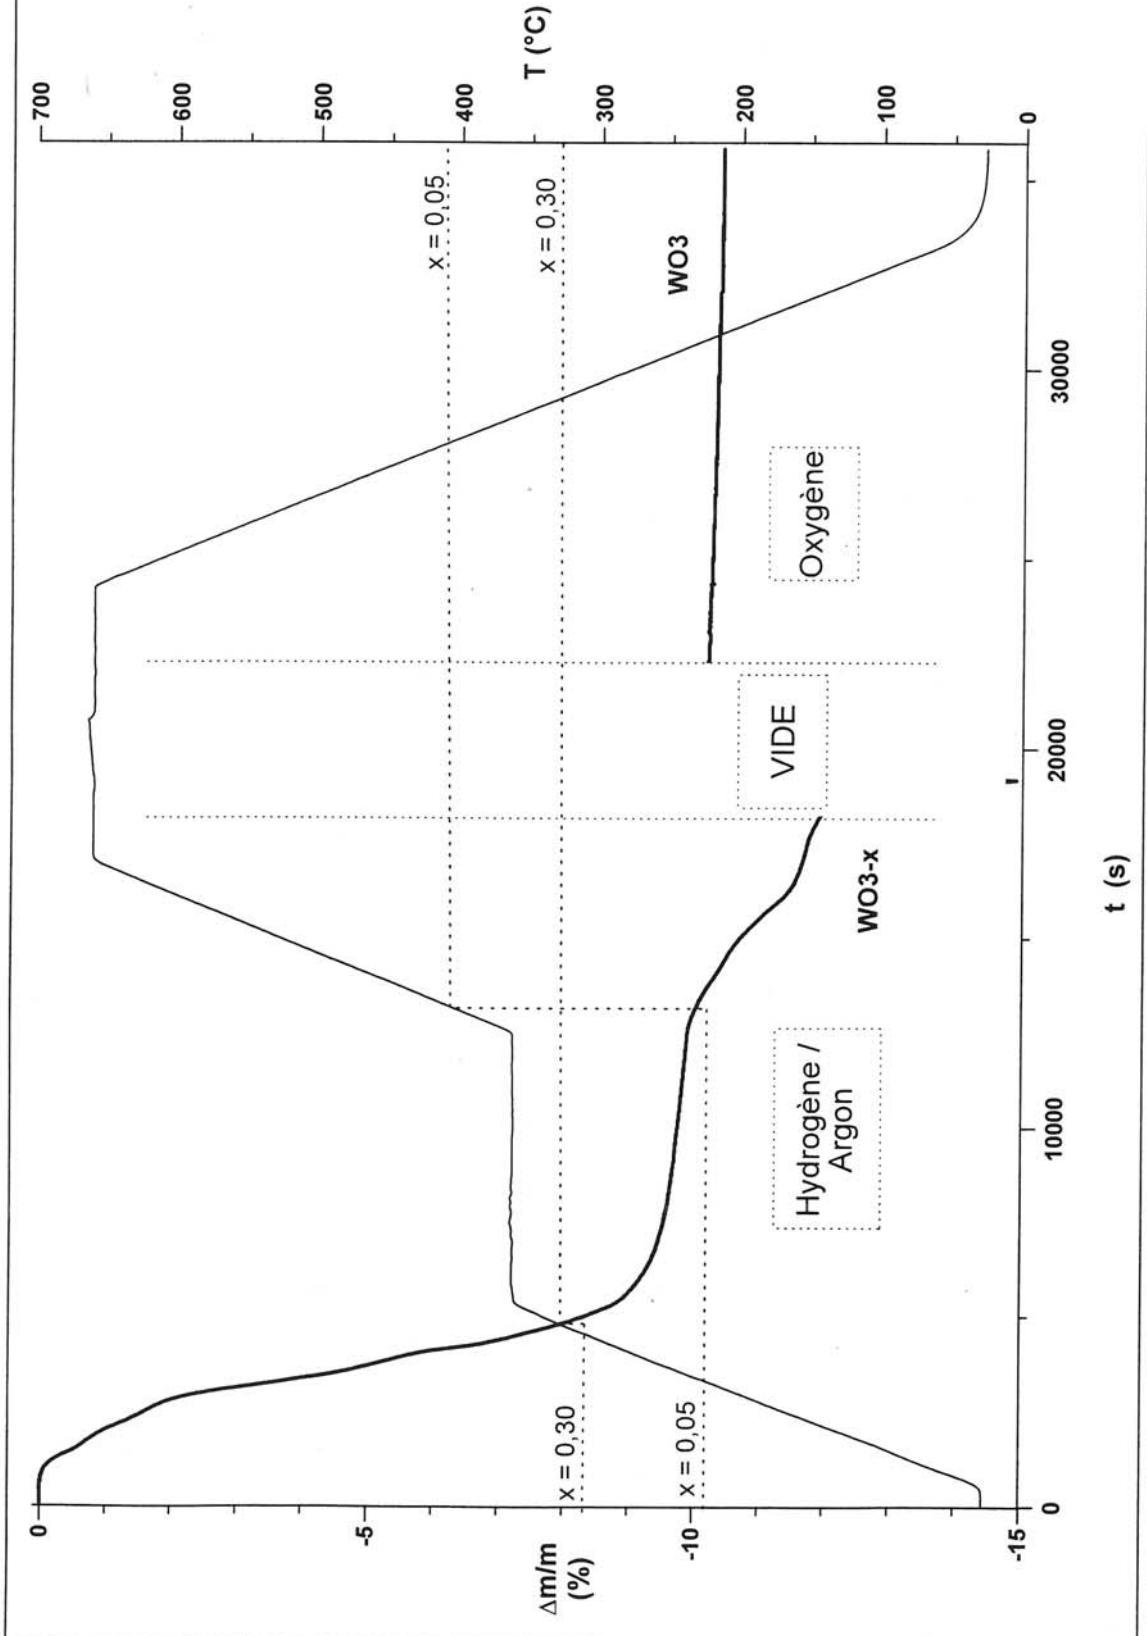 0
-5
-10
-15
Δm/m
(%)
0
10000
20000
30000
t (s)
700
600
500
400
300
200
100
0
T (°C)
x = 0,05
x = 0,30
x = 0,30
x = 0,05
WO3
WO3-x
Hydrogène /
Argon
VIDE
Oxygène